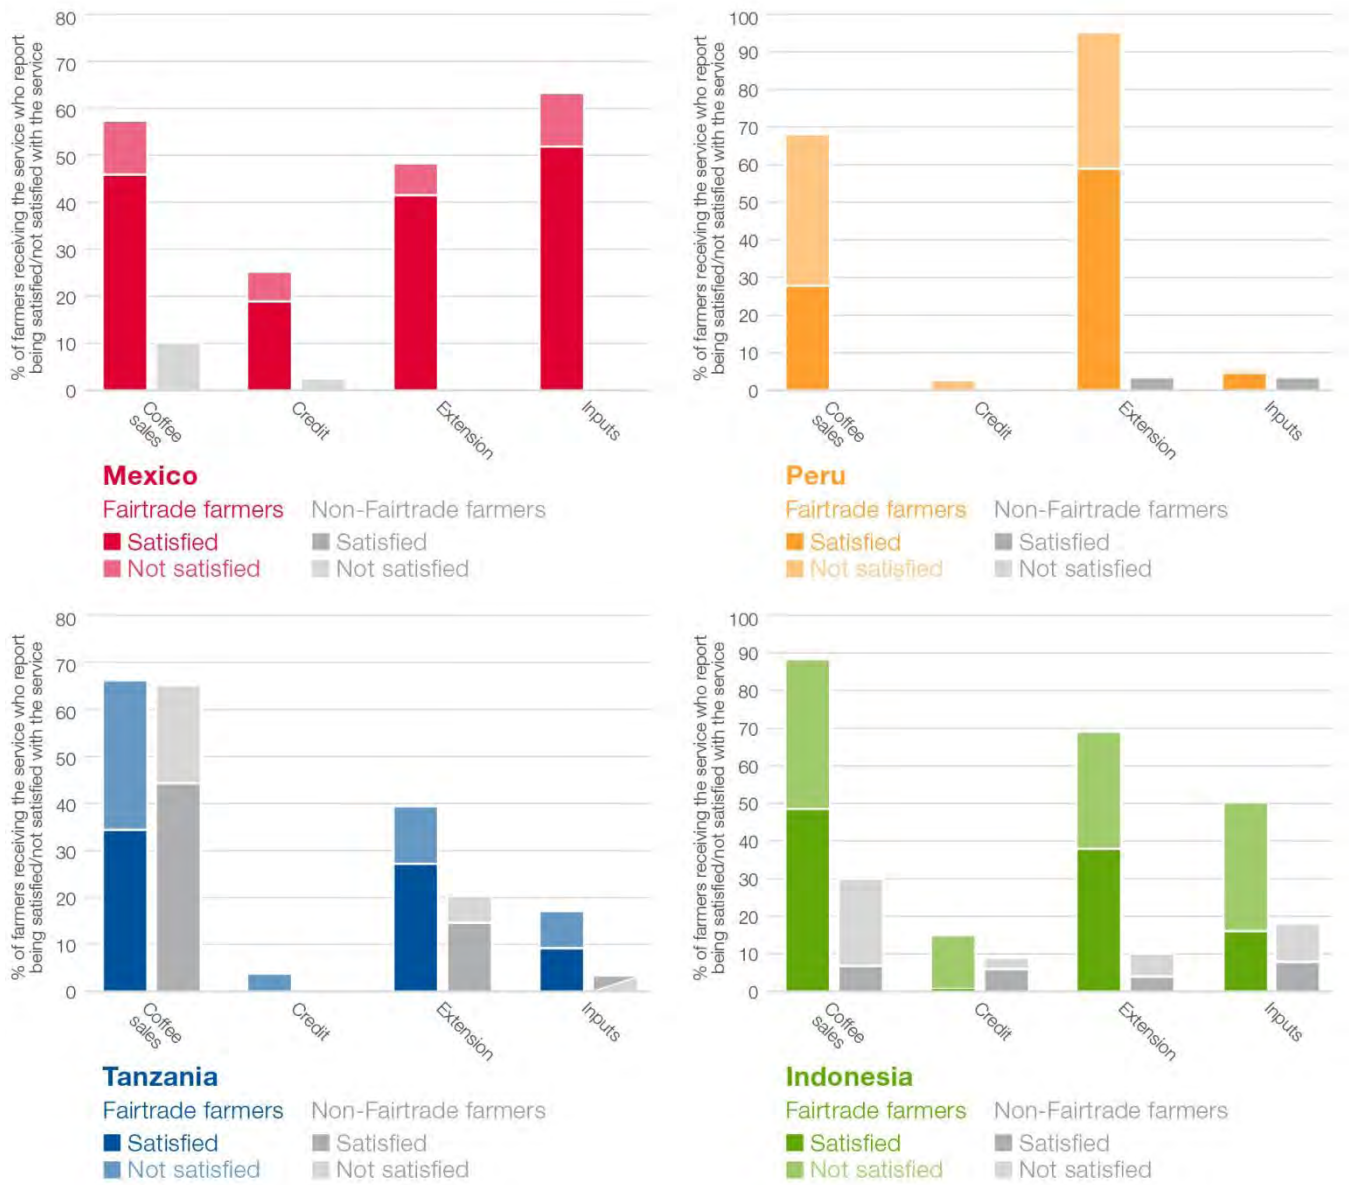 % of farmers receiving the service who report
being satisfied/not satisfied with the service
80
70
60
50
40
30
20
10
0
Coffee
sales
Credit
Extension
Inputs
Mexico
Fairtrade farmers
Satisfied
Not satisfied
Non-Fairtrade farmers
Satisfied
Not satisfied
% of farmers receiving the service who report
being satisfied/not satisfied with the service
100
90
80
70
60
50
40
30
20
10
0
Coffee
sales
Credit
Extension
Inputs
Peru
Fairtrade farmers
Satisfied
Not satisfied
Non-Fairtrade farmers
Satisfied
Not satisfied
% of farmers receiving the service who report
being satisfied/not satisfied with the service
80
70
60
50
40
30
20
10
0
Coffee
sales
Credit
Extension
Inputs
Tanzania
Fairtrade farmers
Satisfied
Not satisfied
Non-Fairtrade farmers
Satisfied
Not satisfied
% of farmers receiving the service who report
being satisfied/not satisfied with the service
100
90
80
70
60
50
40
30
20
10
0
Coffee
sales
Credit
Extension
Inputs
Indonesia
Fairtrade farmers
Satisfied
Not satisfied
Non-Fairtrade farmers
Satisfied
Not satisfied